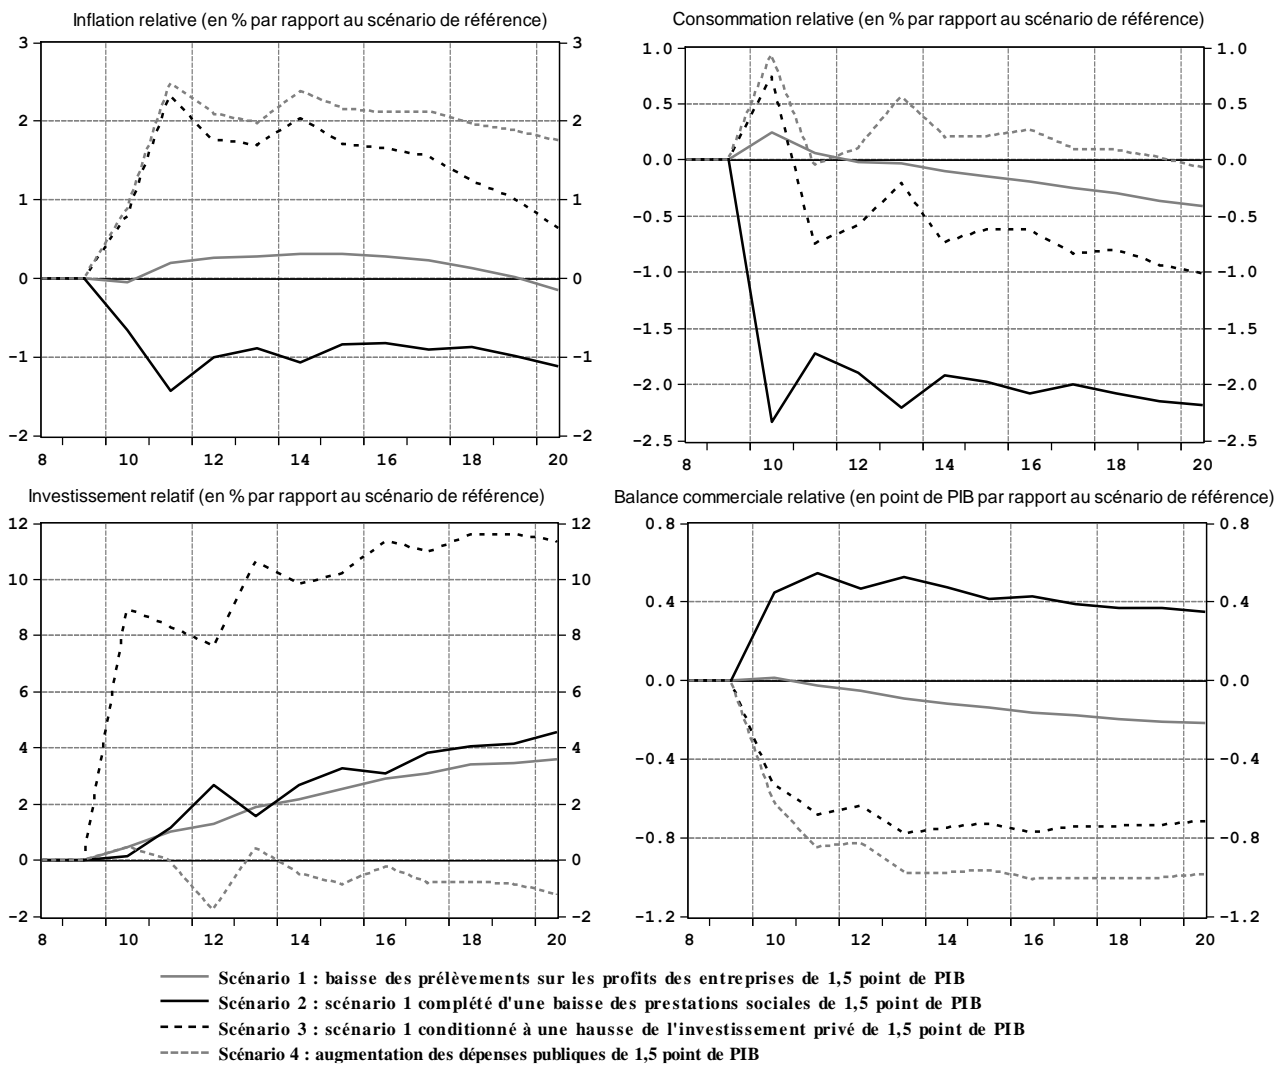 Inflation relative (en % par rapport au scénario de référence)
3 3
2 2
1 1
0 0
-1 -1
-2 -2
8 10 12 14 16 18 20
Consommation relative (en % par rapport au scénario de référence)
1.0 1.0
0.5 0.5
0.0 0.0
-0.5 -0.5
-1.0 -1.0
-1.5 -1.5
-2.0 -2.0
-2.5 -2.5
8 10 12 14 16 18 20
Investissement relatif (en % par rapport au scénario de référence)
12 12
10 10
8 8
6 6
4 4
2 2
0 0
-2 -2
8 10 12 14 16 18 20
Balance commerciale relative (en point de PIB par rapport au scénario de référence)
0.8 0.8
0.4 0.4
0.0 0.0
-0.4 -0.4
-0.8 -0.8
-1.2 -1.2
8 10 12 14 16 18 20
Scénario 1 : baisse des prélèvements sur les profits des entreprises de 1,5 point de PIB
Scénario 2 : scénario 1 complété d'une baisse des prestations sociales de 1,5 point de PIB
Scénario 3 : scénario 1 conditionné à une hausse de l'investissement privé de 1,5 point de PIB
Scénario 4 : augmentation des dépenses publiques de 1,5 point de PIB